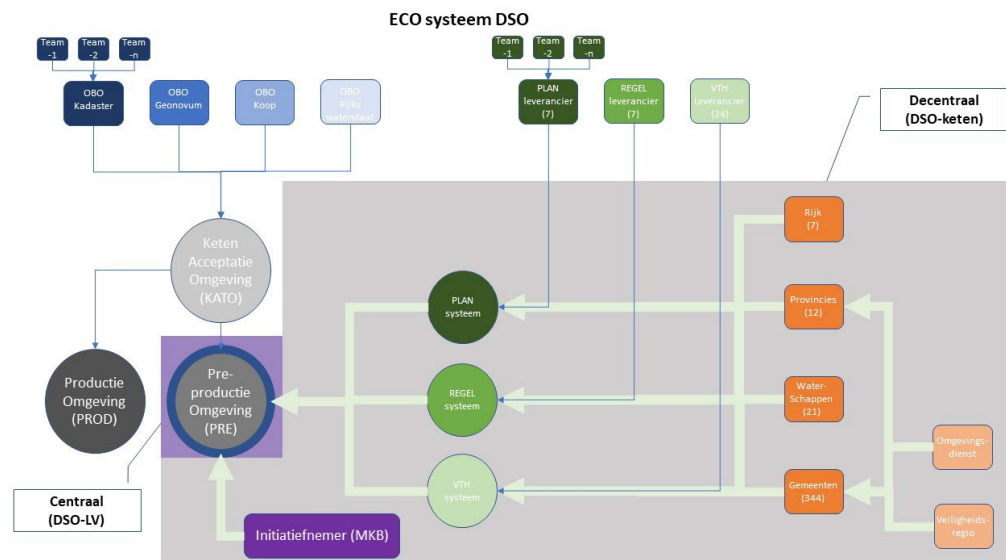 ECO systeem DSO
Team
-1
Team
-2
Team
-n
Team
-1
Team
-2
Team
-n
OBO
Kadaster
OBO
Geonovum
OBO
Koop
OBO
Rijks
waterstaat
PLAN
leverancier
(7)
REGEL
leverancier
(7)
VTH
Leverancier
(24)
Decentraal
(DSO-keten)
Keten
Acceptatie
Omgeving
(KATO)
Rijk
(7)
PLAN
systeem
Provincies
(12)
Productie
Omgeving
(PROD)
Pre-
productie
Omgeving
(PRE)
REGEL
systeem
Water-
Schappen
(21)
Omgevings-
dienst
Centraal
(DSO-LV)
VTH
systeem
Gemeenten
(344)
Veiligheids-
regio
Initiatiefnemer (MKB)